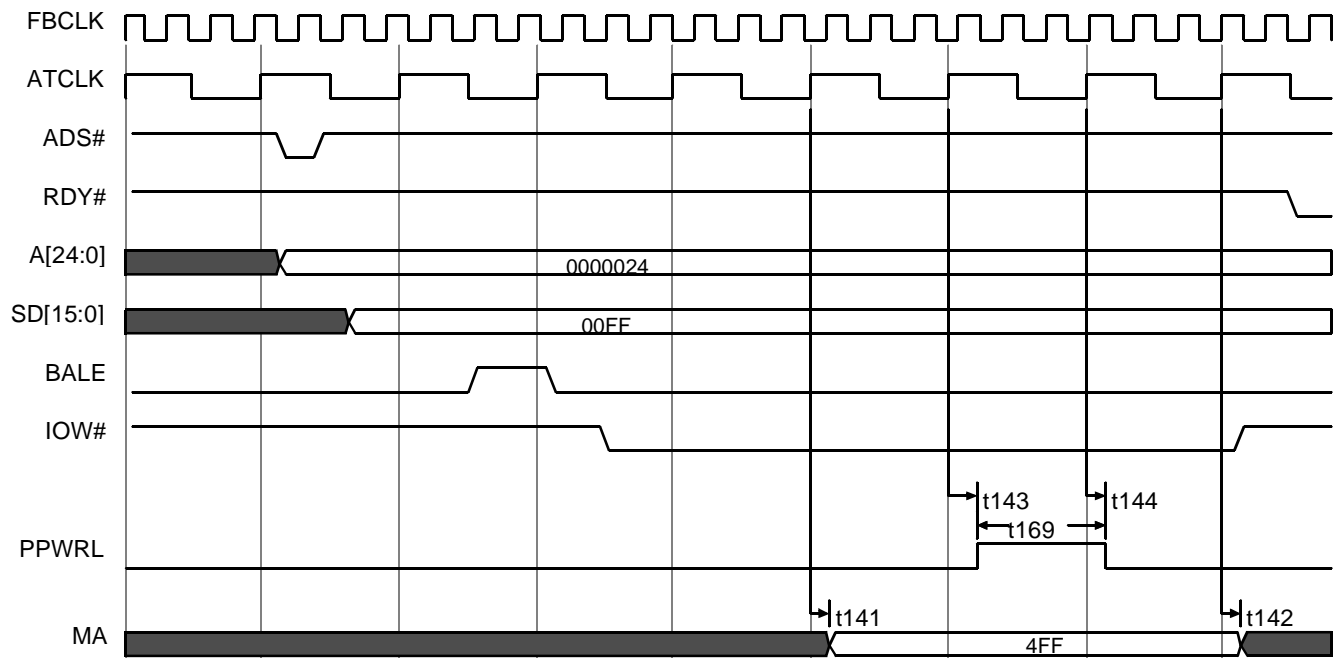 FBCLK
ATCLK
ADS#
RDY#
A[24:0]
0000024
SD[15:0]
00FF
BALE
IOW#
t143
t144
t169
PPWRL
t141
t142
MA
4FF